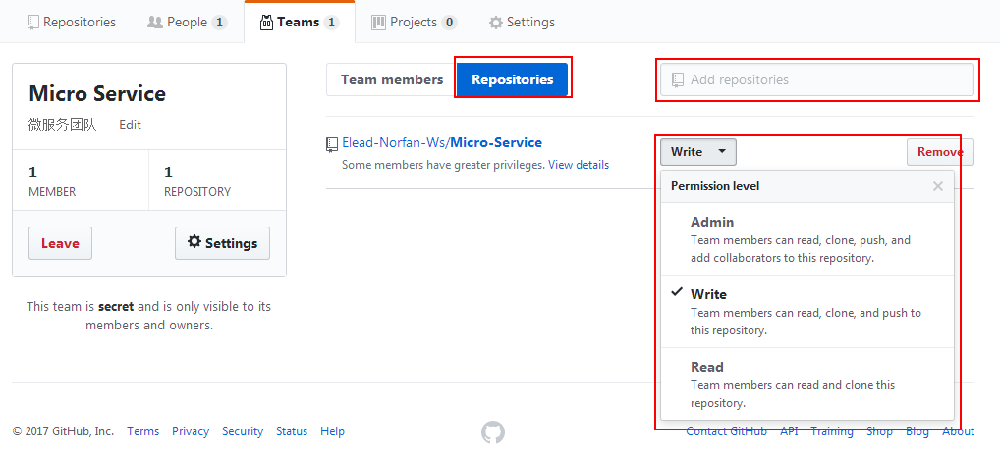 Repositories People 1 Teams 1 Projects 0 Settings
Micro Service
微服务团队 — Edit
1 MEMBER
1 REPOSITORY
Leave Settings
This team is secret and is only visible to its
members and owners.
Team members Repositories
Add repositories
Elead-Norfan-Ws/Micro-Service
Some members have greater privileges. View details
Write Remove
Permission level
Admin
Team members can read, clone, push, and
add collaborators to this repository.
Write
Team members can read, clone, and push to
this repository.
Read
Team members can read and clone this
repository.
© 2017 GitHub, Inc. Terms Privacy Security Status Help
Contact GitHub API Training Shop Blog About